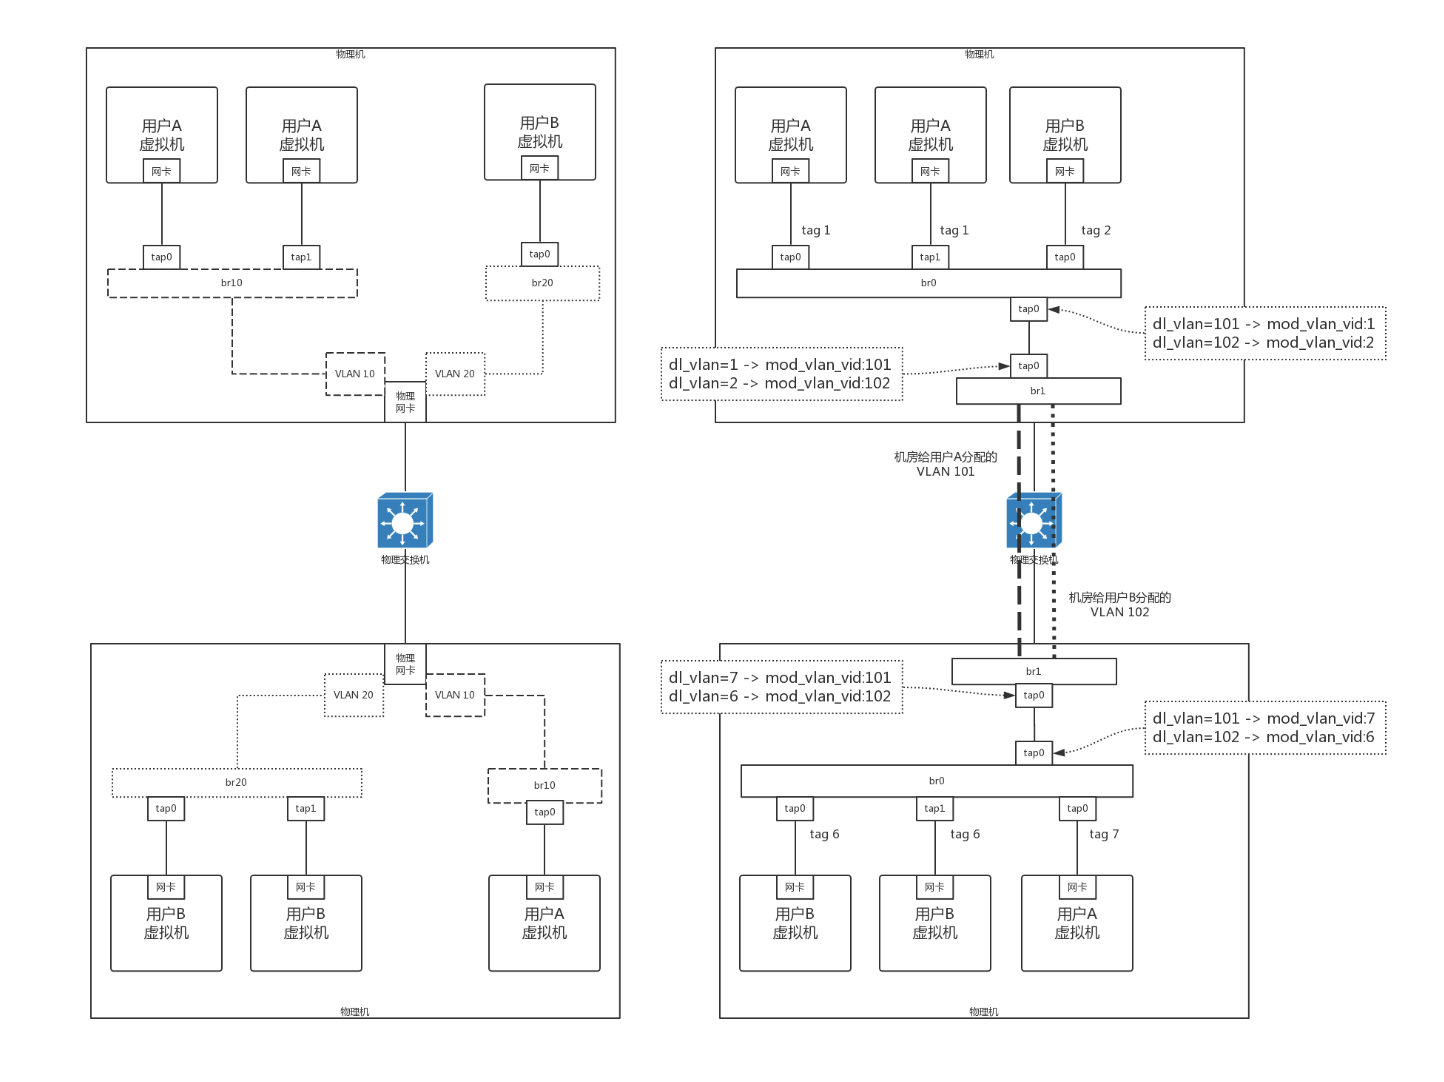 物理机
用户A
虚拟机
网卡
用户A
虚拟机
网卡
用户B
虚拟机
网卡
tap0
tap1
tap0
br10
br20
VLAN 10
VLAN 20
物理
网卡
物理交换机
物理
网卡
VLAN 20
VLAN 10
br20
br10
tap0
tap1
tap0
网卡
用户B
虚拟机
网卡
用户B
虚拟机
网卡
用户A
虚拟机
物理机
物理机
用户A
虚拟机
网卡
用户A
虚拟机
网卡
用户B
虚拟机
网卡
tag 1
tag 1
tag 2
tap0
tap1
tap0
br0
tap0
dl_vlan=101 -> mod_vlan_vid:1
dl_vlan=102 -> mod_vlan_vid:2
dl_vlan=1 -> mod_vlan_vid:101
dl_vlan=2 -> mod_vlan_vid:102
tap0
br1
机房给用户A分配的
VLAN 101
物理交换机
机房给用户B分配的
VLAN 102
br1
dl_vlan=7 -> mod_vlan_vid:101
dl_vlan=6 -> mod_vlan_vid:102
tap0
dl_vlan=101 -> mod_vlan_vid:7
dl_vlan=102 -> mod_vlan_vid:6
tap0
br0
tap0
tap1
tap0
tag 6
tag 6
tag 7
网卡
用户B
虚拟机
网卡
用户B
虚拟机
网卡
用户A
虚拟机
物理机